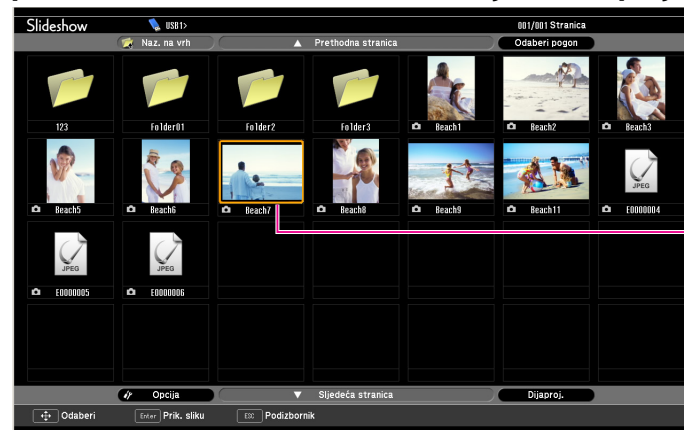 Slideshow USB1> 001/001 Stranica
Naz. na vrh ▲ Prethodna stranica Odaberi pogon
123 Folder01 Folder2 Folder3 Beach1 Beach2 Beach3
JPEG
Beach5 Beach6 Beach7 Beach8 Beach9 Beach11 E0000004
JPEG JPEG
E0000005 E0000006
Opcija ▼ Sljedeća stranica Dijaproj.
Odaberi Enter Prik. sliku ESC Podizbornik